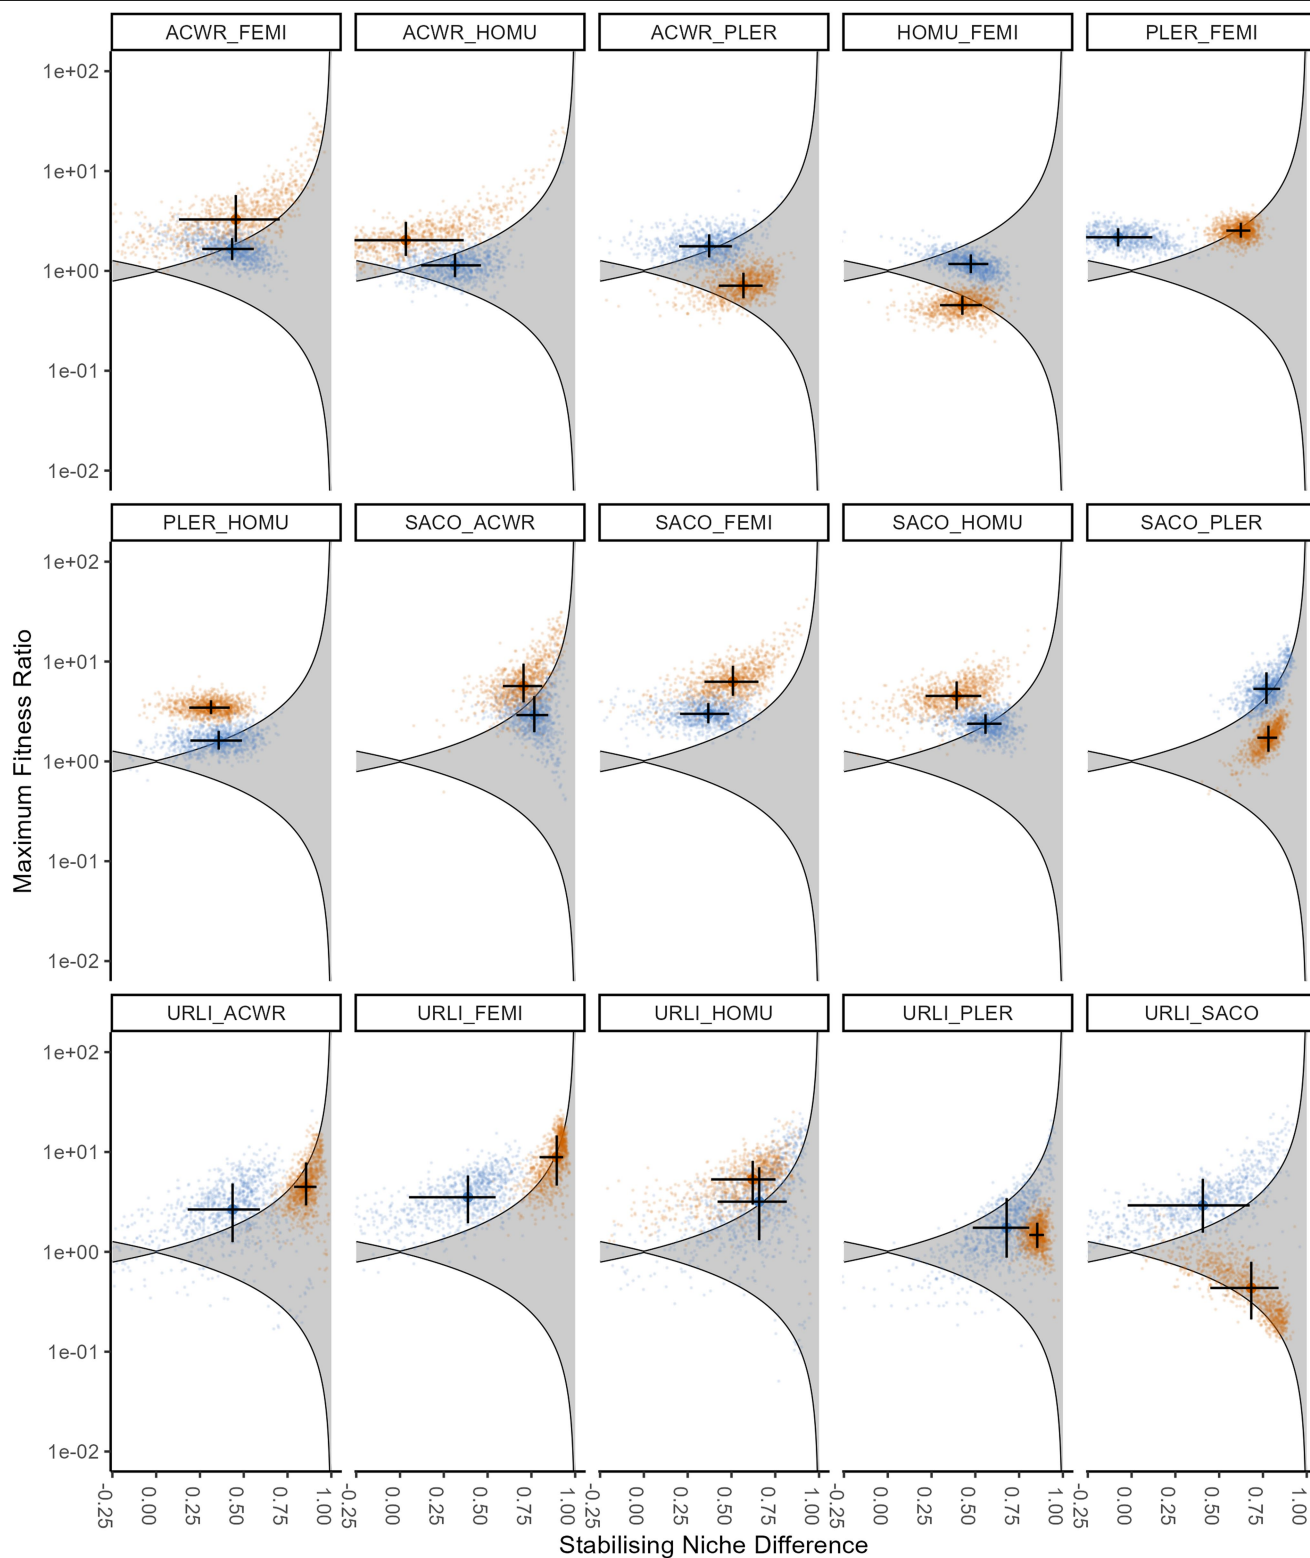 ACWR_FEMI ACWR_HOMU ACWR_PLER HOMU_FEMI PLER_FEMI
1e+02
1e+01
1e+00
1e-01
1e-02
PLER_HOMU SACO_ACWR SACO_FEMI SACO_HOMU SACO_PLER
1e+02
1e+01
1e+00
1e-01
1e-02
Maximum Fitness Ratio
URLI_ACWR URLI_FEMI URLI_HOMU URLI_PLER URLI_SACO
1e+02
1e+01
1e+00
1e-01
1e-02
-0.25 0.00 0.25 0.50 0.75 1.00 -0.25 0.00 0.25 0.50 0.75 1.00 -0.25 0.00 0.25 0.50 0.75 1.00 -0.25 0.00 0.25 0.50 0.75 1.00 -0.25 0.00 0.25 0.50 0.75 1.00
Stabilising Niche Difference